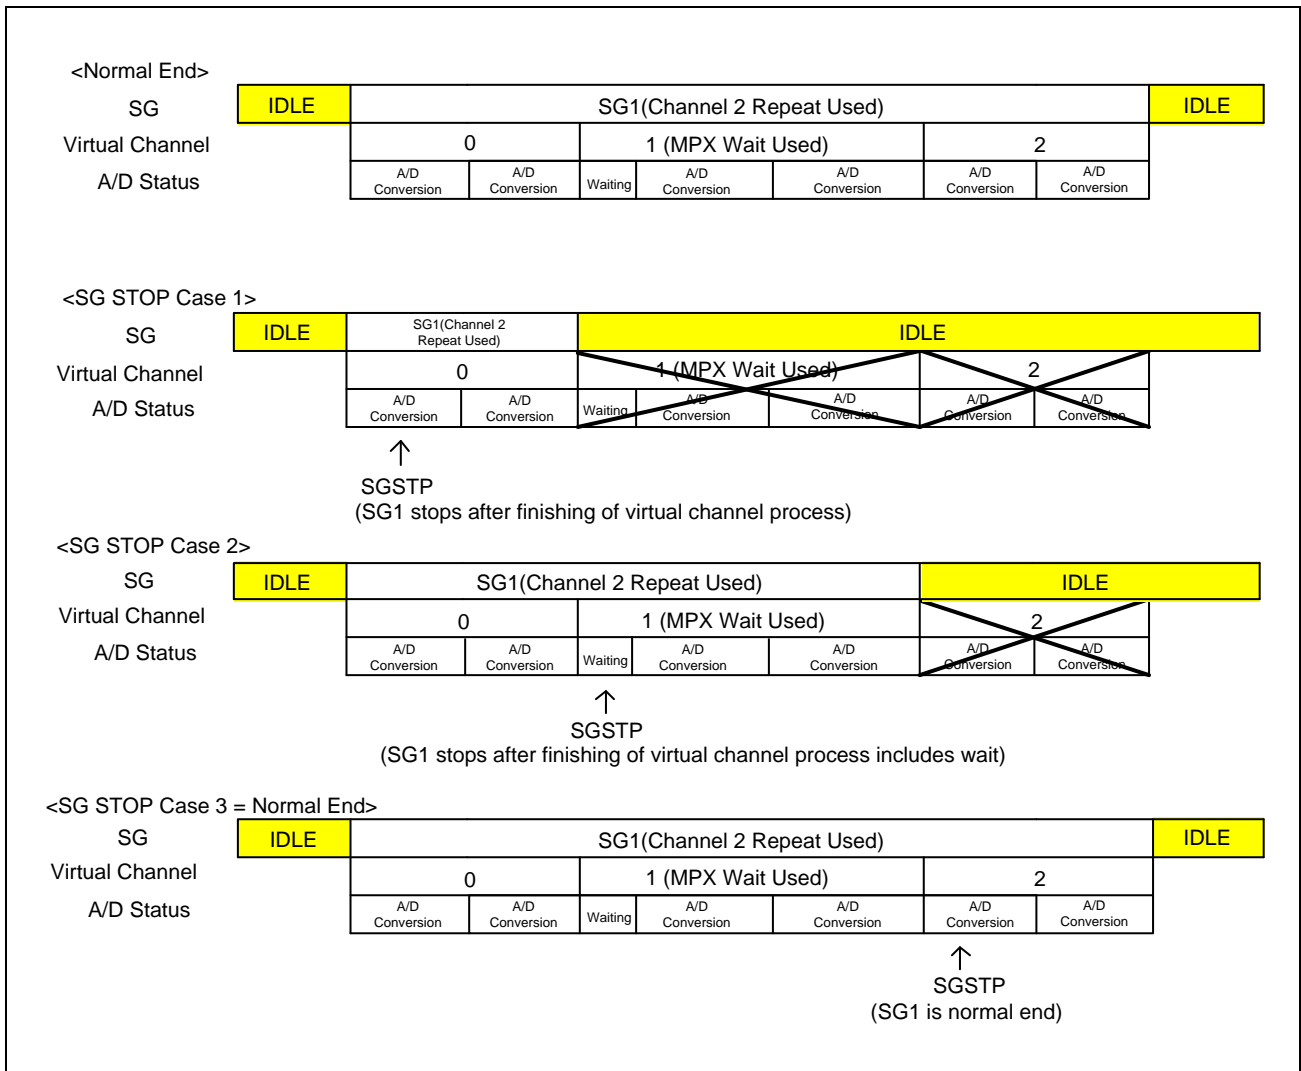 <Normal End>
SG IDLE SG1(Channel 2 Repeat Used) IDLE
Virtual Channel 0 1 (MPX Wait Used) 2
A/D Status A/D Conversion A/D Conversion Waiting A/D Conversion A/D Conversion A/D Conversion A/D Conversion
<SG STOP Case 1>
SG IDLE SG1(Channel 2 Repeat Used) IDLE
Virtual Channel 0 1 (MPX Wait Used) 2
A/D Status A/D Conversion A/D Conversion Waiting A/D Conversion A/D Conversion A/D Conversion A/D Conversion
SGSTP
(SG1 stops after finishing of virtual channel process)
<SG STOP Case 2>
SG IDLE SG1(Channel 2 Repeat Used) IDLE
Virtual Channel 0 1 (MPX Wait Used) 2
A/D Status A/D Conversion A/D Conversion Waiting A/D Conversion A/D Conversion A/D Conversion A/D Conversion
SGSTP
(SG1 stops after finishing of virtual channel process includes wait)
<SG STOP Case 3 = Normal End>
SG IDLE SG1(Channel 2 Repeat Used) IDLE
Virtual Channel 0 1 (MPX Wait Used) 2
A/D Status A/D Conversion A/D Conversion Waiting A/D Conversion A/D Conversion A/D Conversion A/D Conversion
SGSTP
(SG1 is normal end)